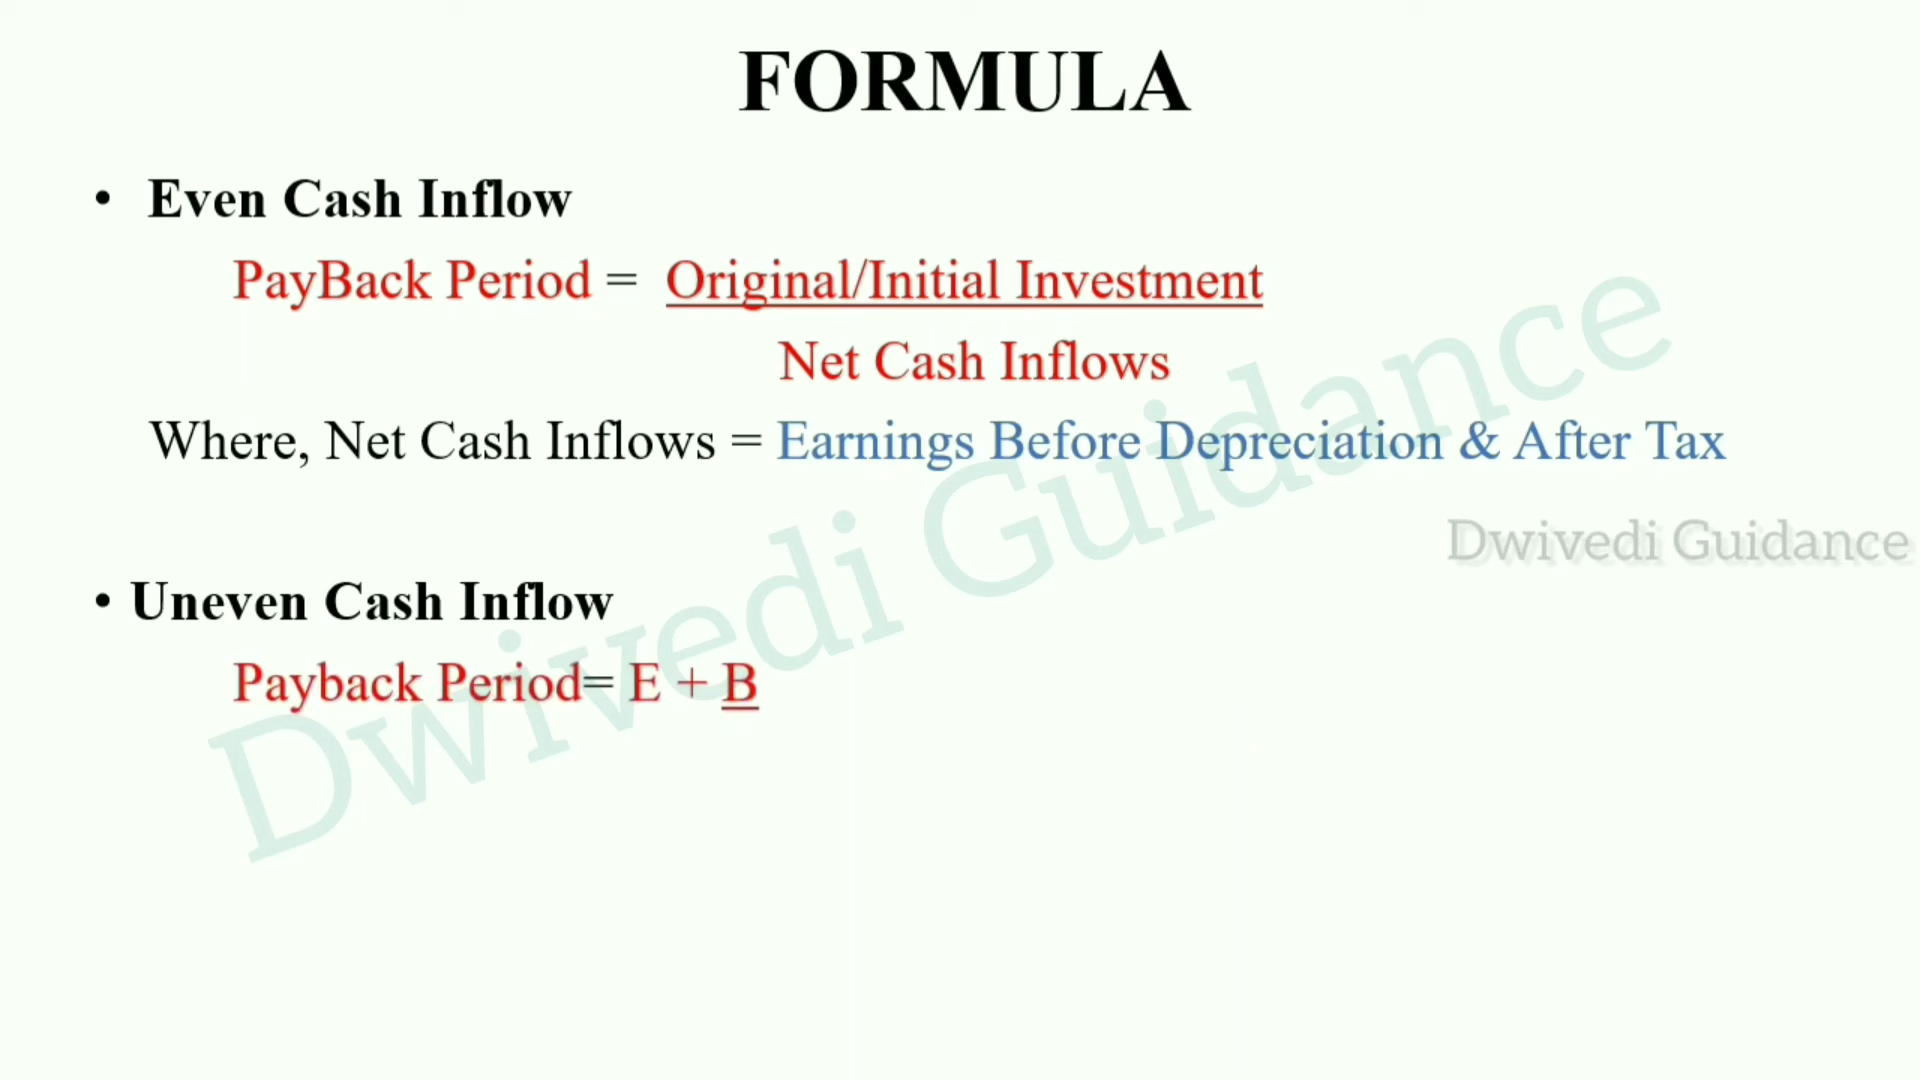 FORMULA
• Even Cash Inflow
PayBack Period = Original/Initial Investment
Net Cash Inflows
Where, Net Cash Inflows = Earnings Before Depreciation & After Tax
Dwivedi Guidance
Dwivedi Guidance
• Uneven Cash Inflow
Payback Period= E + B